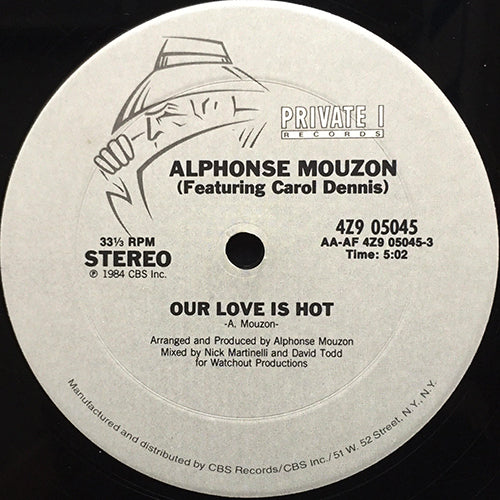 PRIVATE I
RECORDS
ALPHONSE MOUZON
(Featuring Carol Dennis)
33⅓ RPM
STEREO
℗ 1984 CBS Inc.
4Z9 05045
AA-AF 4Z9 05045-3
Time: 5:02
OUR LOVE IS HOT
-A. Mouzon-
Arranged and Produced by Alphonse Mouzon
Mixed by Nick Martinelli and David Todd
for Watchout Productions
Manufactured and distributed by CBS Records/CBS Inc./51 W. 52 Street, N.Y., N.Y.